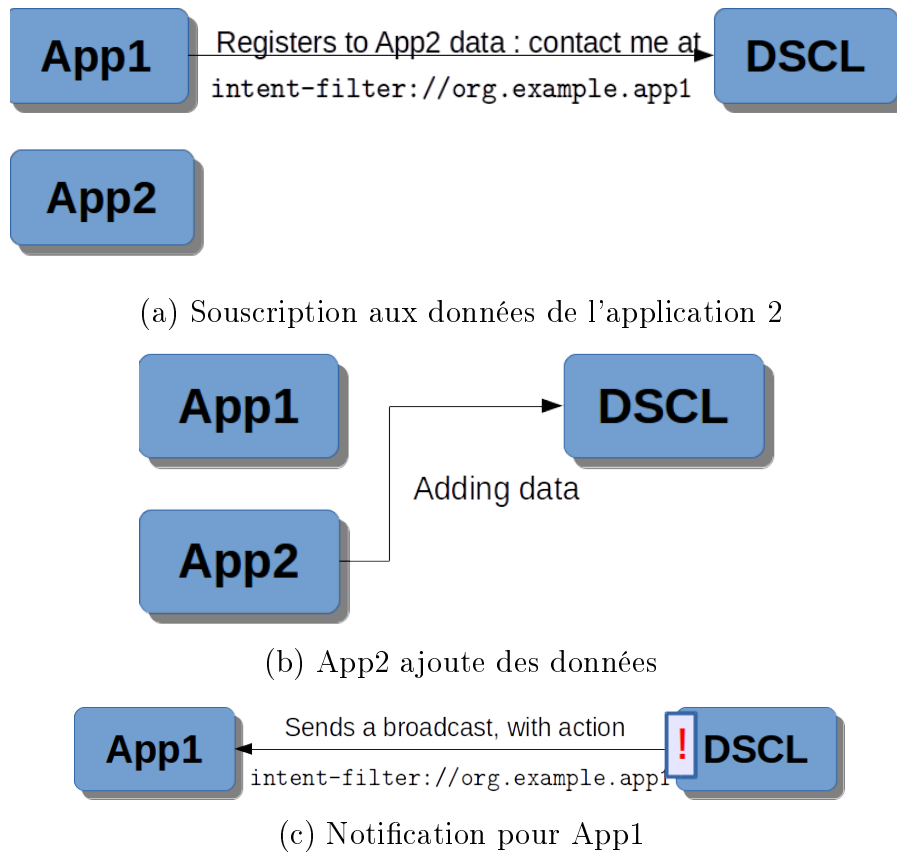 App1
Registers to App2 data : contact me at
intent-filter://org.example.app1
DSCL
App2
(a) Souscription aux données de l'application 2
App1
DSCL
Adding data
App2
(b) App2 ajoute des données
App1
Sends a broadcast, with action
intent-filter://org.example.app1
!
DSCL
(c) Notification pour App1